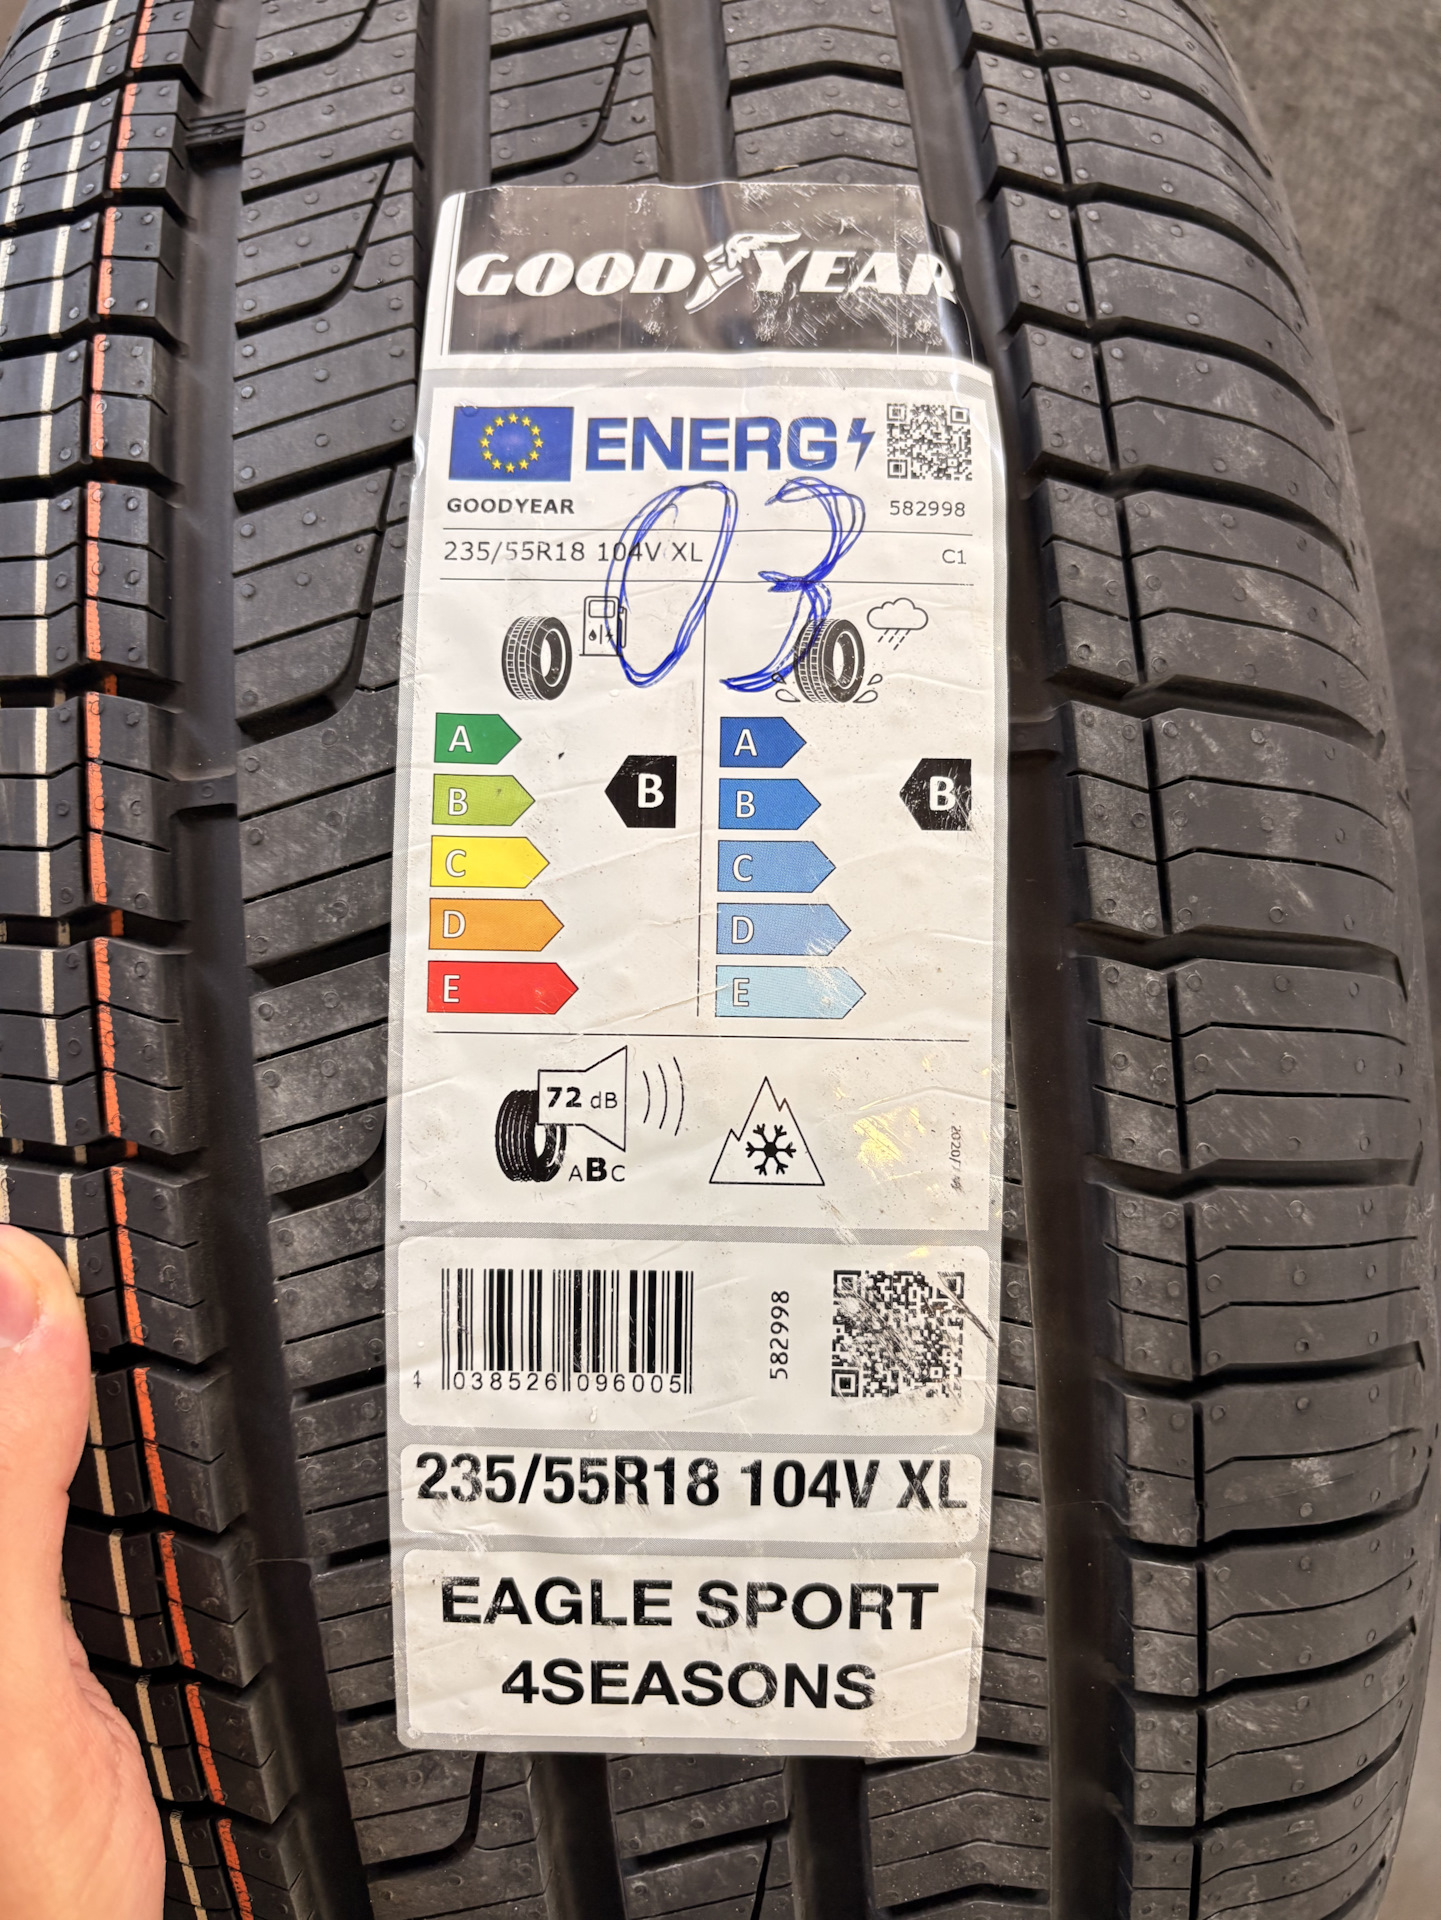 GOODYEAR
ENERG
GOODYEAR
582998
03
235/55R18 104V XL
C1
A
A
B
B
B
B
C
C
D
D
E
E
72 dB
ABC
4 038526 096005
582998
235/55R18 104V XL
EAGLE SPORT
4SEASONS